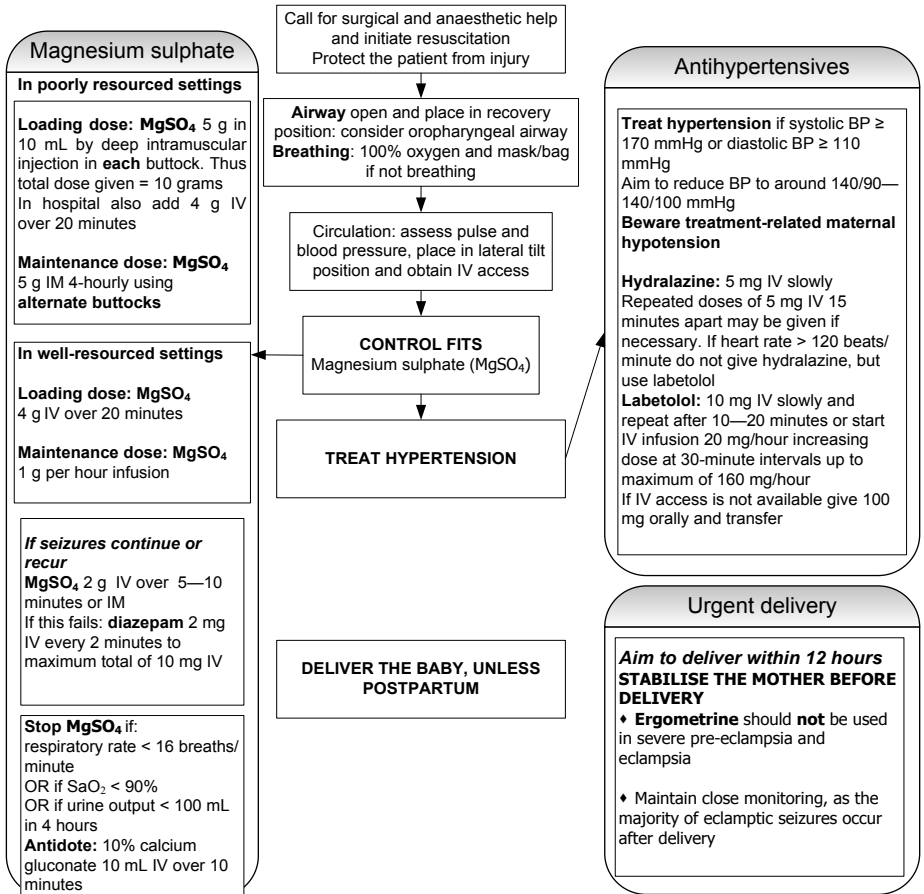 Call for surgical and anaesthetic help
and initiate resuscitation
Protect the patient from injury
Airway open and place in recovery
position: consider oropharyngeal airway
Breathing: 100% oxygen and mask/bag
if not breathing
Circulation: assess pulse and
blood pressure, place in lateral tilt
position and obtain IV access
CONTROL FITS
Magnesium sulphate (MgSO₄)
TREAT HYPERTENSION
DELIVER THE BABY, UNLESS
POSTPARTUM
Magnesium sulphate
In poorly resourced settings
Loading dose: MgSO₄ 5 g in
10 mL by deep intramuscular
injection in each buttock. Thus
total dose given = 10 grams
In hospital also add 4 g IV
over 20 minutes
Maintenance dose: MgSO₄
5 g IM 4-hourly using
alternate buttocks
In well-resourced settings
Loading dose: MgSO₄
4 g IV over 20 minutes
Maintenance dose: MgSO₄
1 g per hour infusion
If seizures continue or
recur
MgSO₄ 2 g IV over 5—10
minutes or IM
If this fails: diazepam 2 mg
IV every 2 minutes to
maximum total of 10 mg IV
Stop MgSO₄ if:
respiratory rate < 16 breaths/
minute
OR if SaO₂ < 90%
OR if urine output < 100 mL
in 4 hours
Antidote: 10% calcium
gluconate 10 mL IV over 10
minutes
Antihypertensives
Treat hypertension if systolic BP ≥
170 mmHg or diastolic BP ≥ 110
mmHg
Aim to reduce BP to around 140/90—
140/100 mmHg
Beware treatment-related maternal
hypotension
Hydralazine: 5 mg IV slowly
Repeated doses of 5 mg IV 15
minutes apart may be given if
necessary. If heart rate > 120 beats/
minute do not give hydralazine, but
use labetolol
Labetolol: 10 mg IV slowly and
repeat after 10—20 minutes or start
IV infusion 20 mg/hour increasing
dose at 30-minute intervals up to
maximum of 160 mg/hour
If IV access is not available give 100
mg orally and transfer
Urgent delivery
Aim to deliver within 12 hours
STABILISE THE MOTHER BEFORE
DELIVERY
♦ Ergometrine should not be used
in severe pre-eclampsia and
eclampsia
♦ Maintain close monitoring, as the
majority of eclamptic seizures occur
after delivery